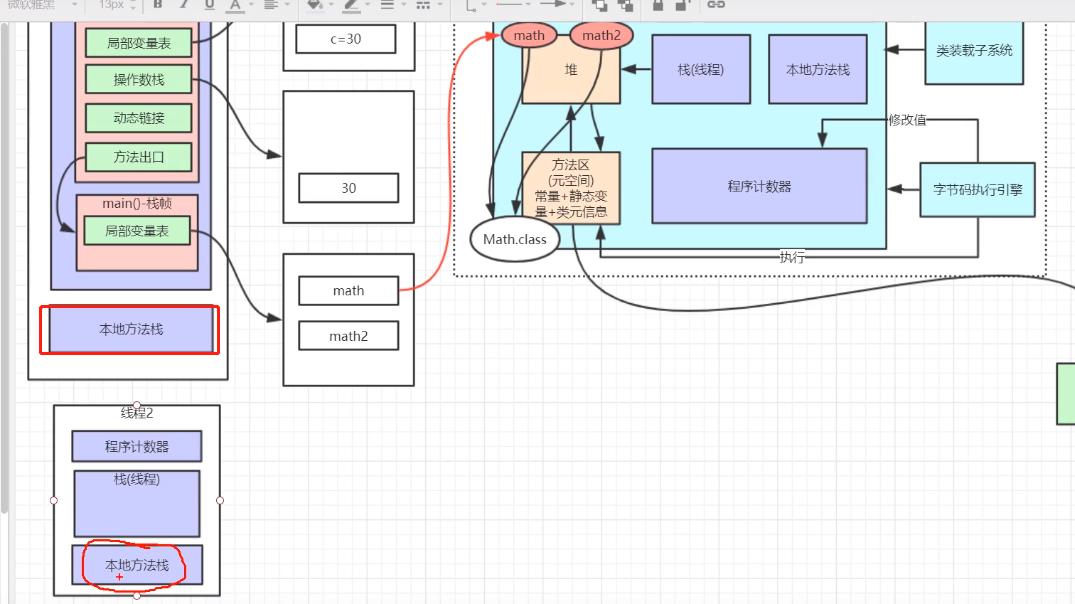 微软雅黑
13px
B
I
U
A
局部变量表
操作数栈
动态链接
方法出口
main()-栈帧
局部变量表
本地方法栈
c=30
30
math
math2
math
math2
堆
栈(线程)
本地方法栈
类装载子系统
修改值
方法区
(元空间)
常量+静态变
量+类元信息
程序计数器
字节码执行引擎
Math.class
执行
线程2
程序计数器
栈(线程)
本地方法栈